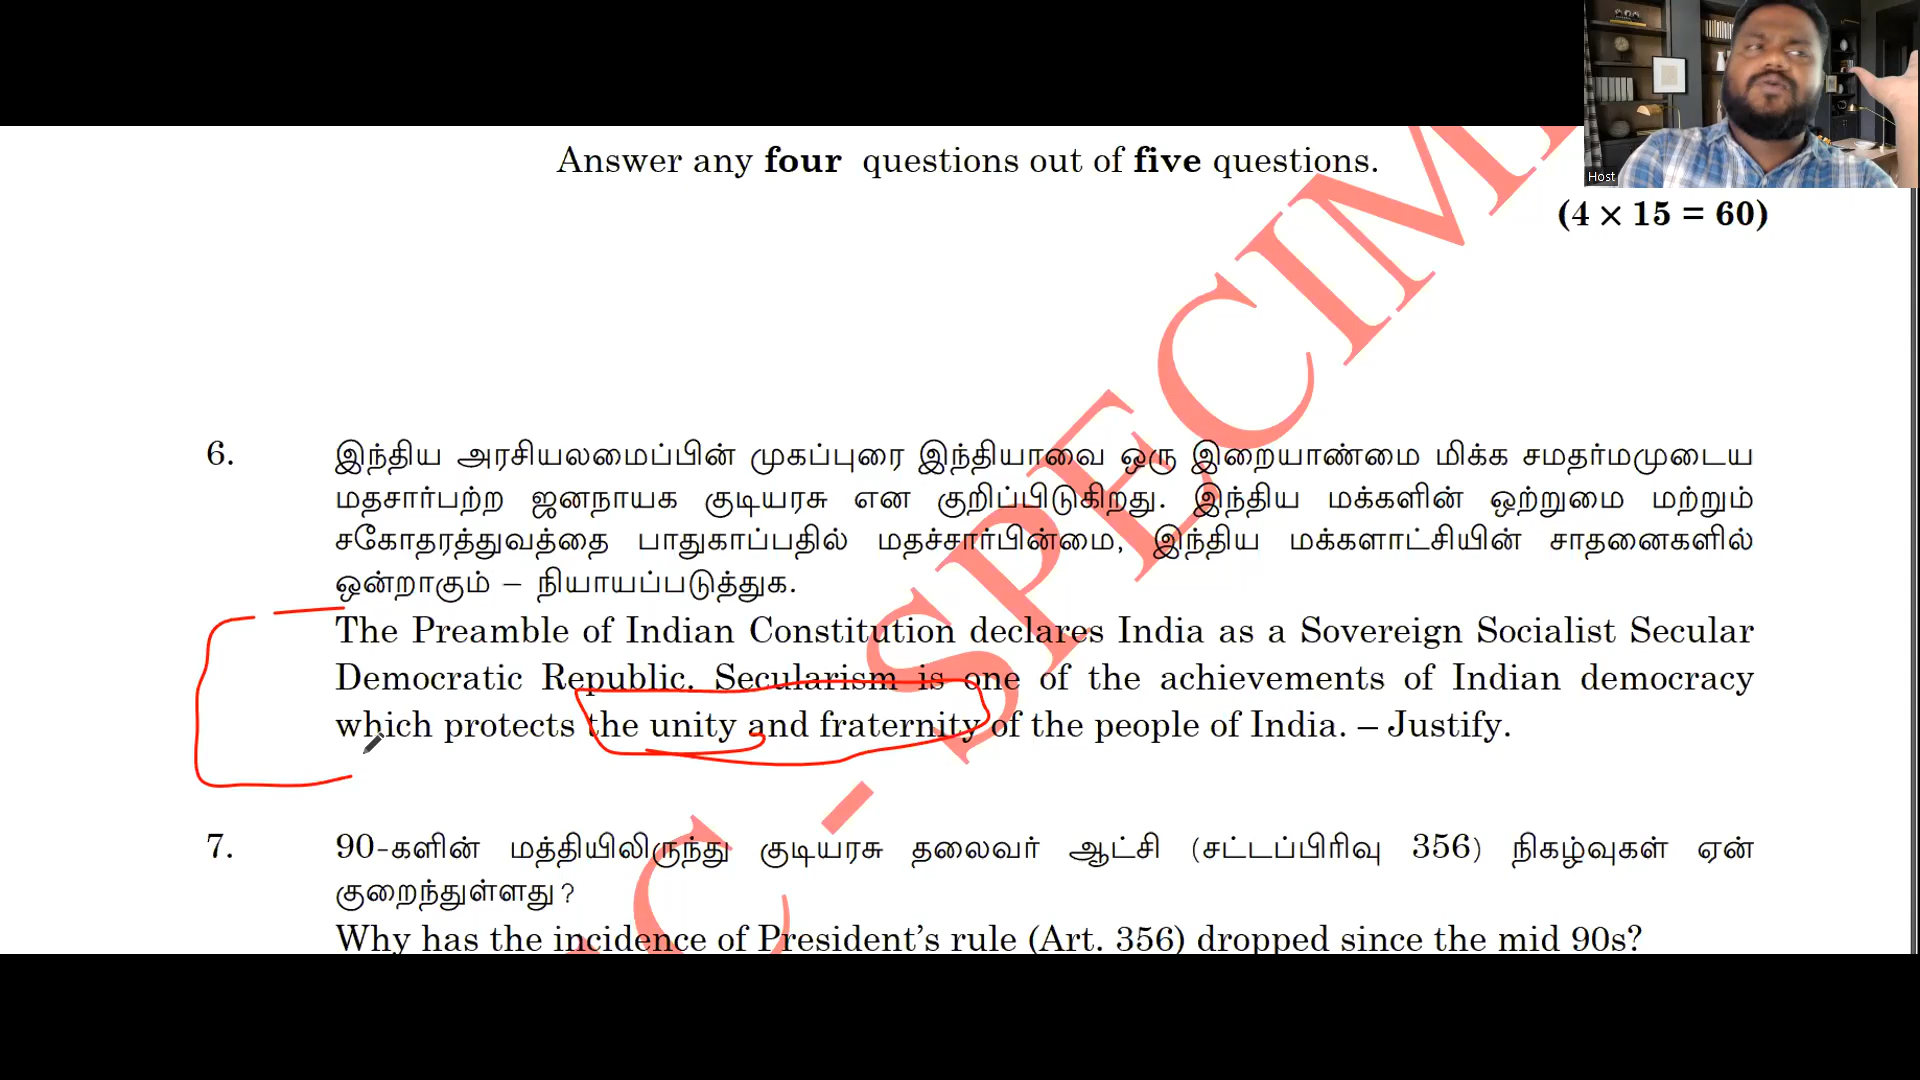 Answer any four questions out of five questions.
Host
(4 × 15 = 60)
6. இந்திய அரசியலமைப்பின் முகப்புரை இந்தியாவை ஒரு இறையாண்மை மிக்க சமதர்மமுடைய
மதசார்பற்ற ஜனநாயக குடியரசு என குறிப்பிடுகிறது. இந்திய மக்களின் ஒற்றுமை மற்றும்
சகோதரத்துவத்தை பாதுகாப்பதில் மதச்சார்பின்மை, இந்திய மக்களாட்சியின் சாதனைகளில்
ஒன்றாகும் – நியாயப்படுத்துக.
The Preamble of Indian Constitution declares India as a Sovereign Socialist Secular
Democratic Republic. Secularism is one of the achievements of Indian democracy
which protects the unity and fraternity of the people of India. – Justify.
7. 90-களின் மத்தியிலிருந்து குடியரசு தலைவர் ஆட்சி (சட்டப்பிரிவு 356) நிகழ்வுகள் ஏன்
குறைந்துள்ளது?
Why has the incidence of President's rule (Art. 356) dropped since the mid 90s?
C - SPECIM